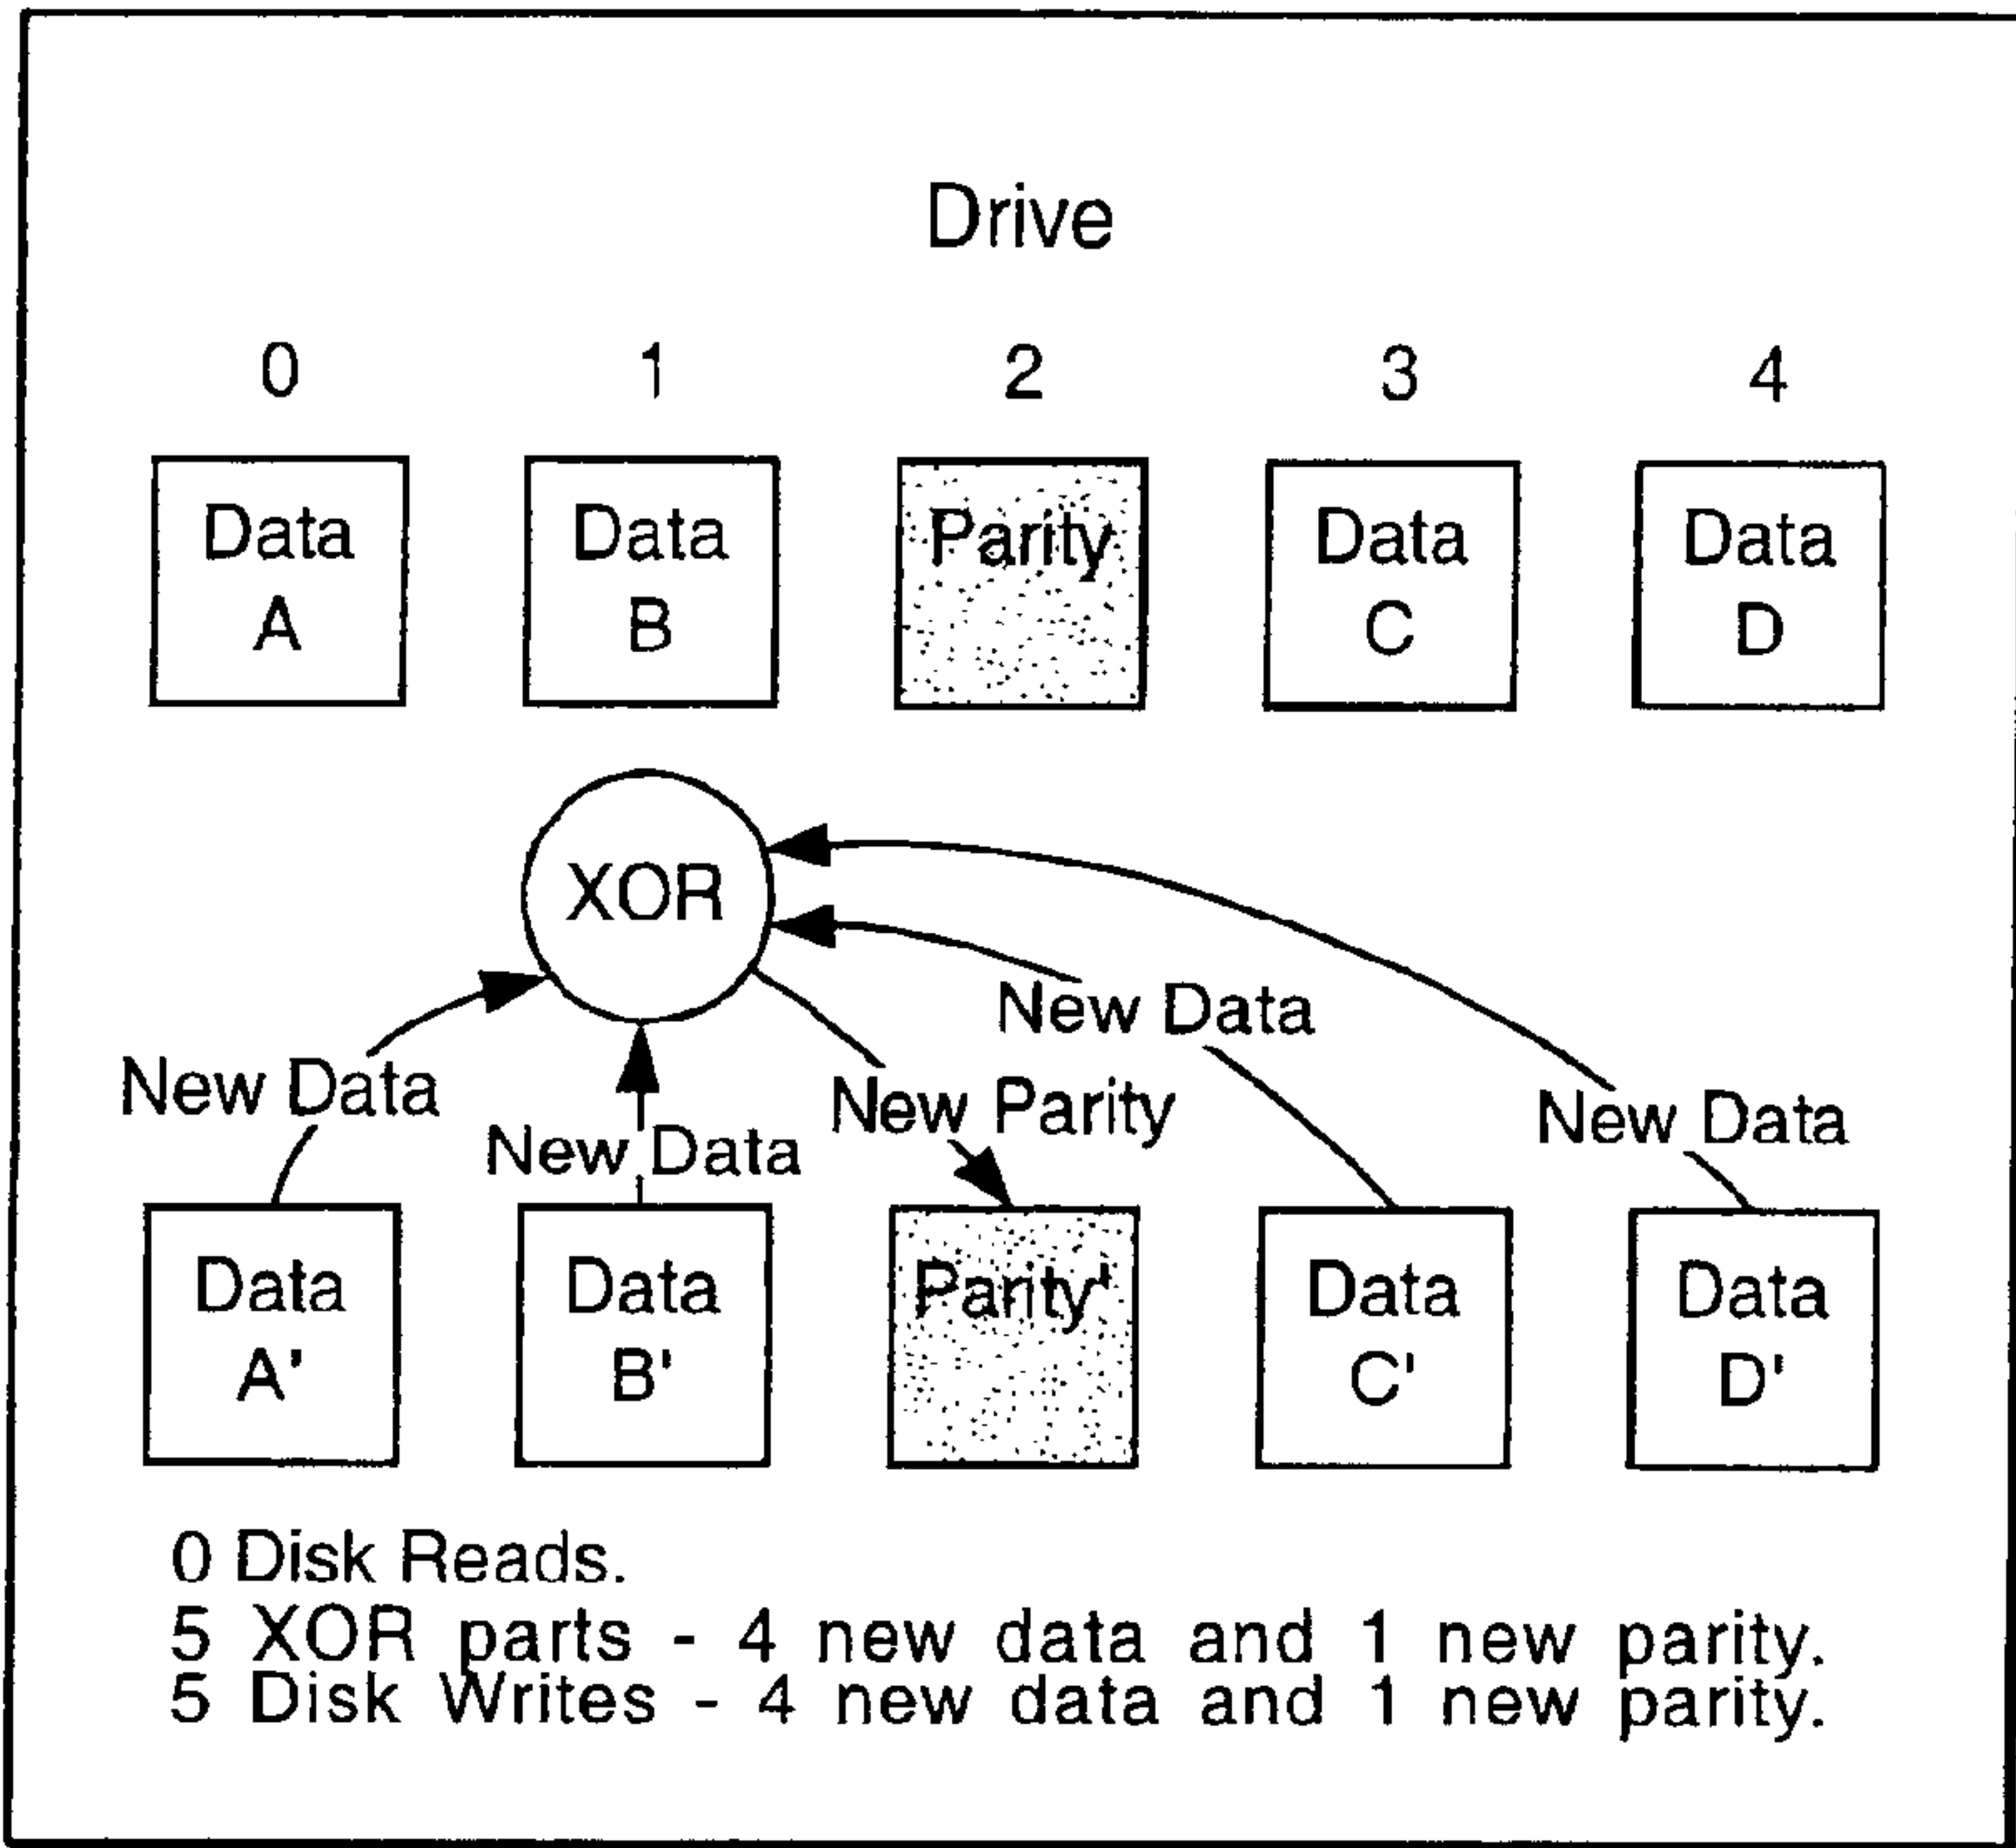 Drive
0 1 2 3 4
Data Data Parity Data Data
A B C D
XOR
New Data
New Data
New Parity
New Data
New Data
Data Data Parity' Data Data
A' B' C' D'
0 Disk Reads.
5 XOR parts - 4 new data and 1 new parity.
5 Disk Writes - 4 new data and 1 new parity.